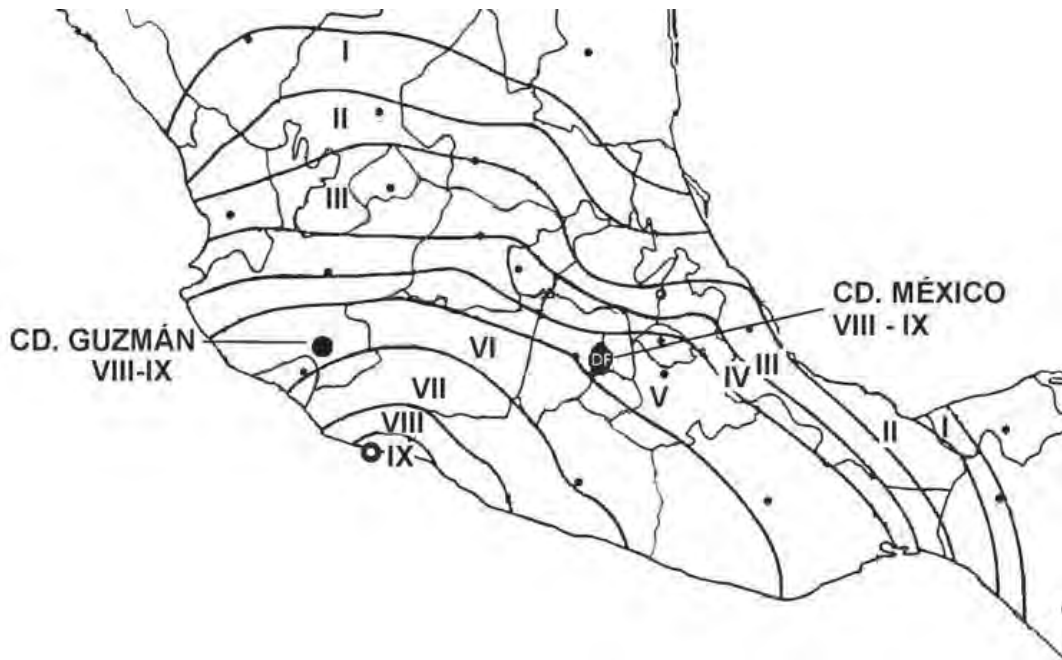 I
II
III
CD. MÉXICO
VIII - IX
CD. GUZMÁN
VIII-IX
DF
VI
IV
III
VII
V
VIII
II
I
IX